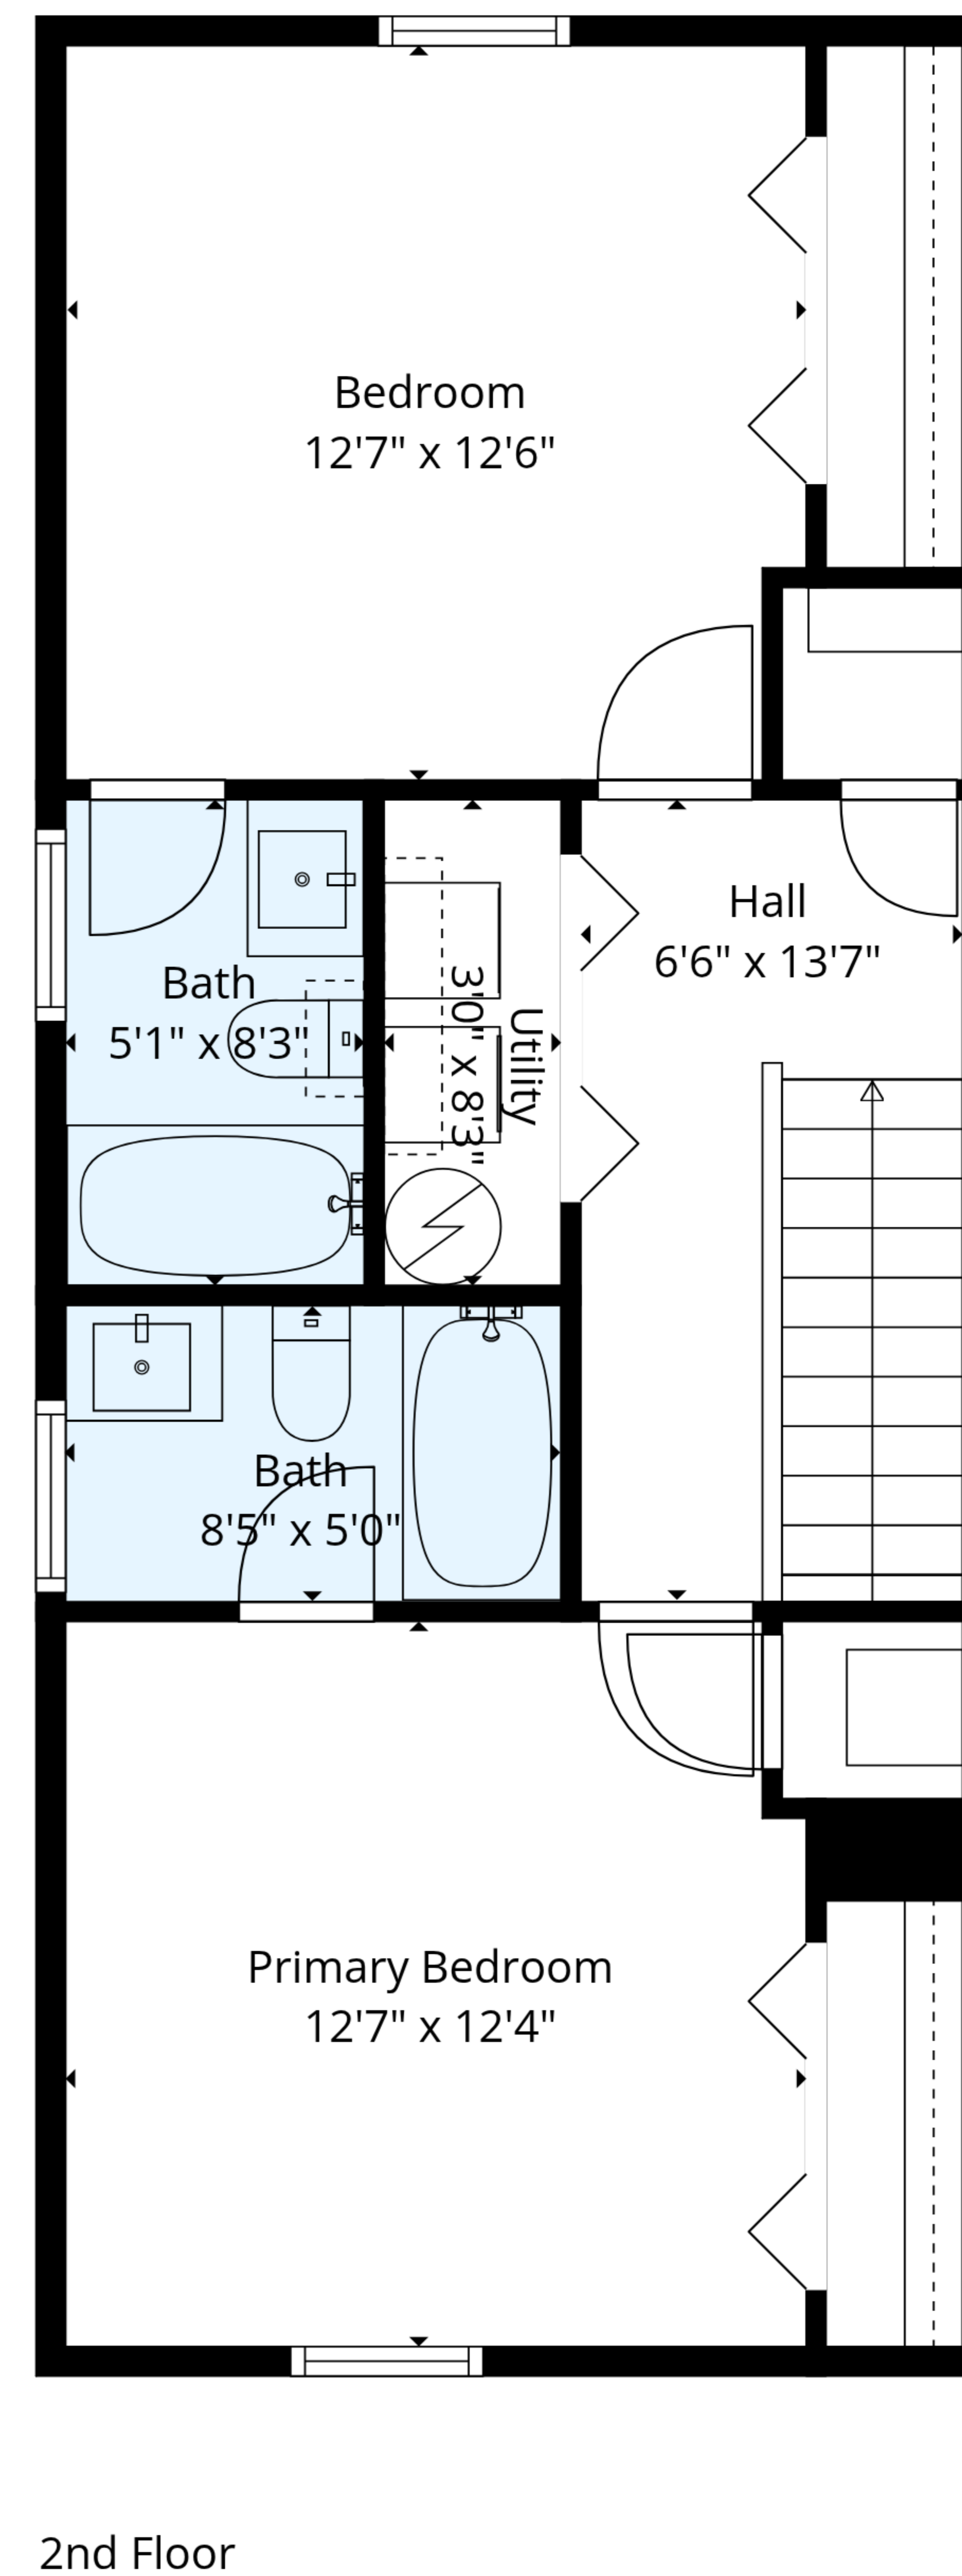 Bedroom
12'7" x 12'6"
Hall
6'6" x 13'7"
Bath
5'1" x 8'3"
Utility
3'0" x 8'3"
Bath
8'5" x 5'0"
Primary Bedroom
12'7" x 12'4"
2nd Floor